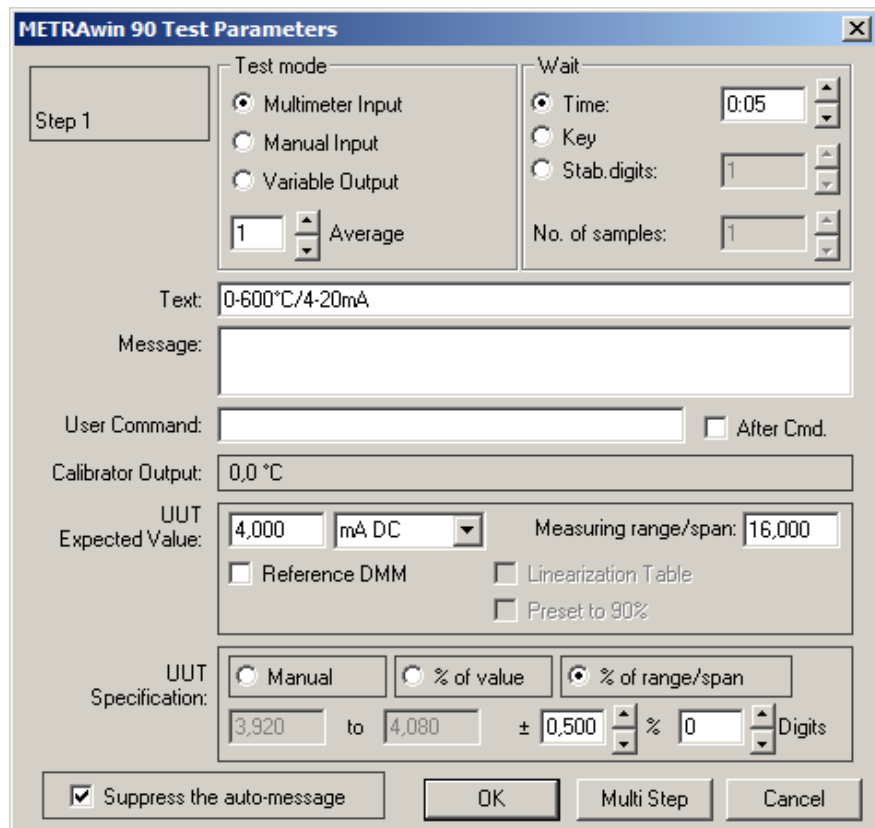 METRAwin 90 Test Parameters
Step 1
Test mode
Multimeter Input
Manual Input
Variable Output
1 Average
Wait
Time: 0:05
Key
Stab.digits: 1
No. of samples: 1
Text: 0-600°C/4-20mA
Message:
User Command: After Cmd.
Calibrator Output: 0,0 °C
UUT
Expected Value: 4,000 mA DC Measuring range/span: 16,000
Reference DMM Linearization Table
Preset to 90%
UUT
Specification:
Manual % of value % of range/span
3,920 to 4,080 ± 0,500 % 0 Digits
Suppress the auto-message OK Multi Step Cancel